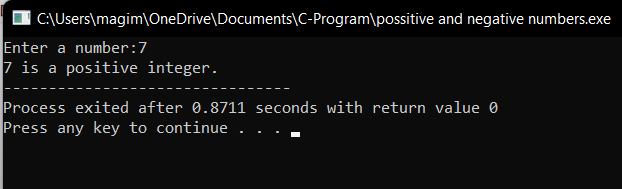 C:\Users\magim\OneDrive\Documents\C-Program\possitive and negative numbers.exe
Enter a number:7
7 is a positive integer.
--------------------------------
Process exited after 0.8711 seconds with return value 0
Press any key to continue . . .